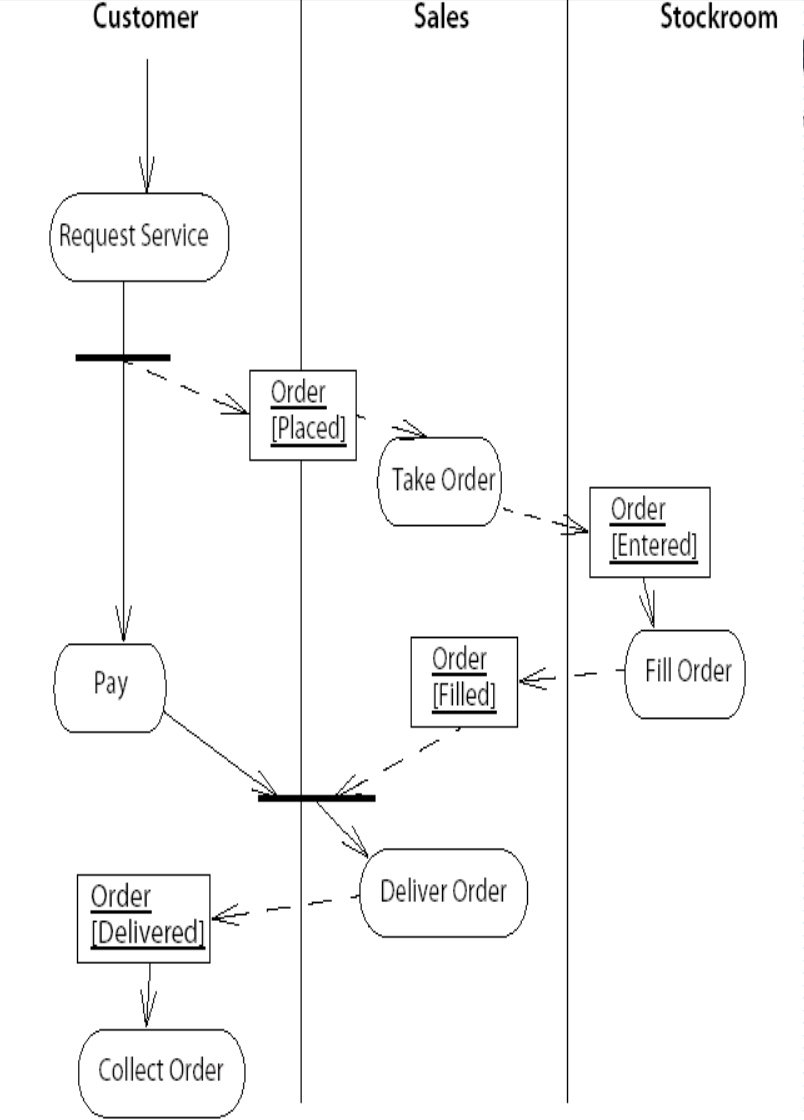 Customer
Sales
Stockroom
Request Service
Order
[Placed]
Take Order
Order
[Entered]
Fill Order
Order
[Filled]
Pay
Deliver Order
Order
[Delivered]
Collect Order